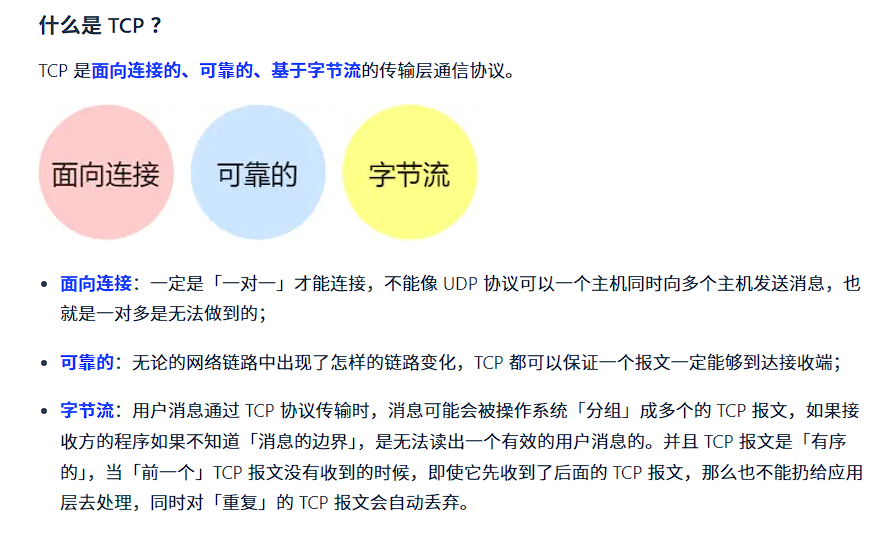 什么是 TCP ？
TCP 是面向连接的、可靠的、基于字节流的传输层通信协议。
面向连接
可靠的
字节流
• 面向连接：一定是「一对一」才能连接，不能像 UDP 协议可以一个主机同时向多个主机发送消息，也
就是一对多是无法做到的；
• 可靠的：无论的网络链路中出现了怎样的链路变化，TCP 都可以保证一个报文一定能够到达接收端；
• 字节流：用户消息通过 TCP 协议传输时，消息可能会被操作系统「分组」成多个的 TCP 报文，如果接
收方的程序如果不知道「消息的边界」，是无法读出一个有效的用户消息的。并且 TCP 报文是「有序
的」，当「前一个」TCP 报文没有收到的时候，即使它先收到了后面的 TCP 报文，那么也不能扔给应用
层去处理，同时对「重复」的 TCP 报文会自动丢弃。